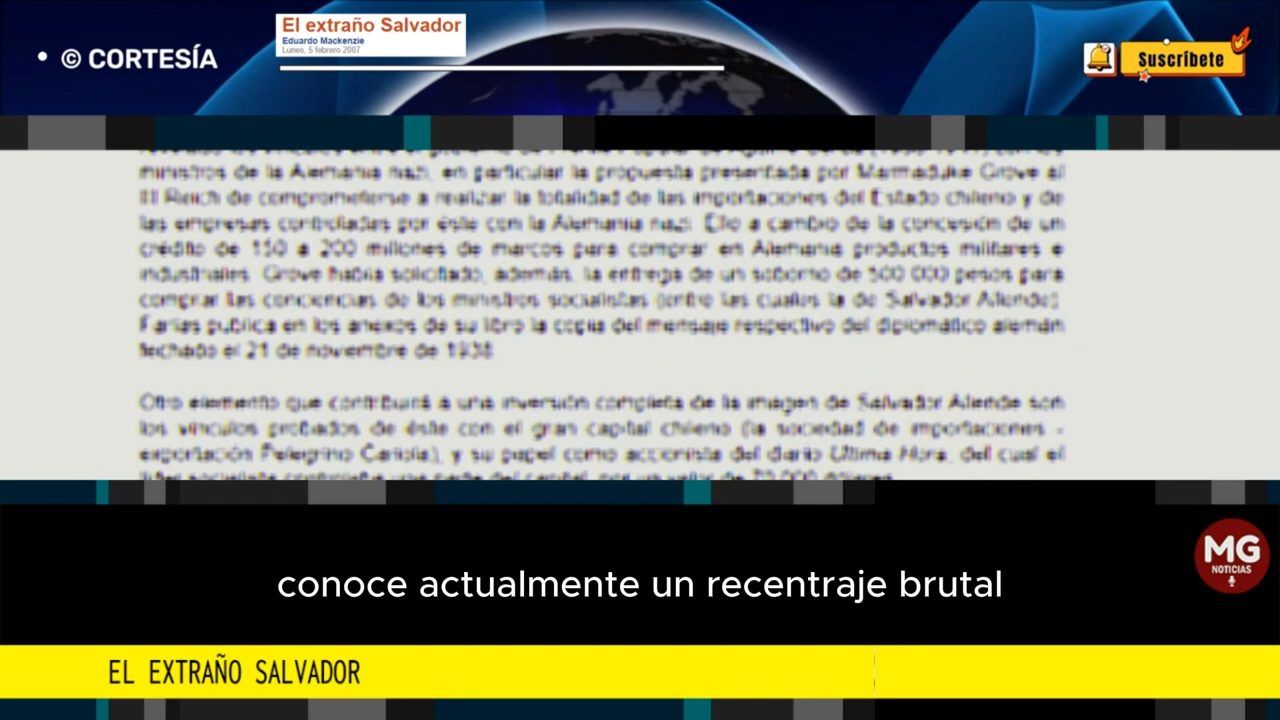 El extraño Salvador
Eduardo Mackenzie
Lunes, 5 febrero 2007
• © CORTESÍA
Suscríbete
ministros de la Alemania nazi, en particular la propuesta presentada por Marmaduke Grove al
III Reich de comprometerse a realizar la totalidad de las importaciones del Estado chileno y de
las empresas controladas por éste con la Alemania nazi. Ello a cambio de la concesión de un
crédito de 150 a 200 millones de marcos para comprar en Alemania productos militares e
industriales. Grove había solicitado, además, la entrega de un soborno de 500 000 pesos para
comprar las conciencias de los ministros socialistas (entre las cuales la de Salvador Allende).
Farías publica en los anexos de su libro la copia del mensaje respectivo del diplomático alemán
fechado el 21 de noviembre de 1938.
Otro elemento que contribuirá a una inversión completa de la imagen de Salvador Allende son
los vínculos probados de éste con el gran capital chileno (la sociedad de importaciones -
exportación Pelegrino Cariola), y su papel como accionista del diario Última Hora, del cual el
MG
NOTICIAS
conoce actualmente un recentraje brutal
EL EXTRAÑO SALVADOR